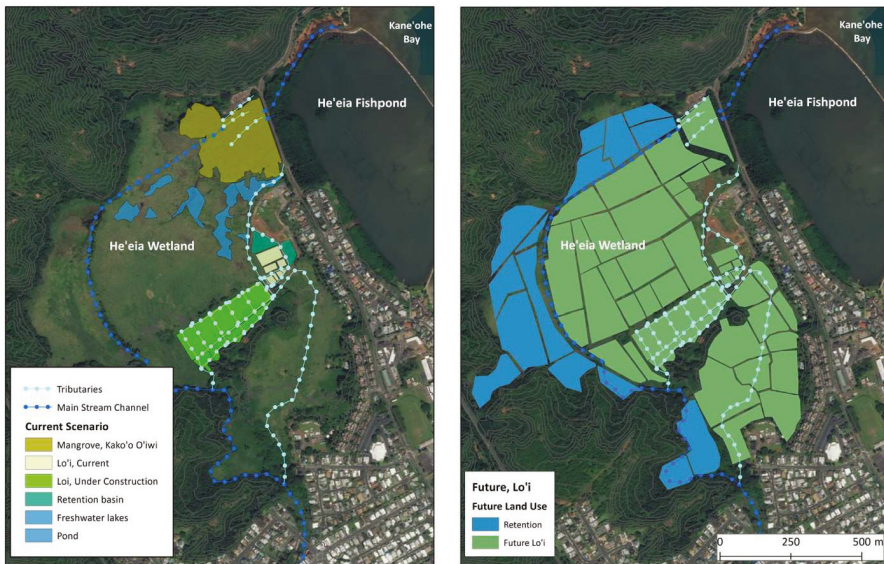 Kane'ohe
Bay
He'eia Fishpond
He'eia Wetland
Tributaries
Main Stream Channel
Current Scenario
Mangrove, Kako'o O'iwi
Lo'i, Current
Loi, Under Construction
Retention basin
Freshwater lakes
Pond
Kane'ohe
Bay
He'eia Fishpond
He'eia Wetland
Future, Lo'i
Future Land Use
Retention
Future Lo'i
0 250 500 m